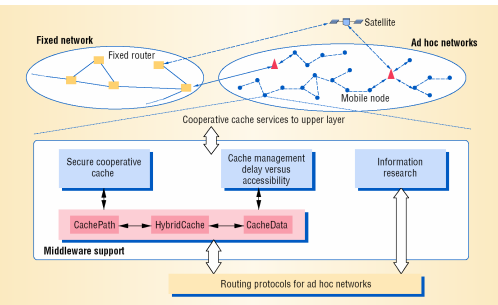 Satellite
Fixed network
Ad hoc networks
Fixed router
Mobile node
Cooperative cache services to upper layer
Secure cooperative
cache
Cache management
delay versus
accessibility
Information
research
CachePath
HybridCache
CacheData
Middleware support
Routing protocols for ad hoc networks